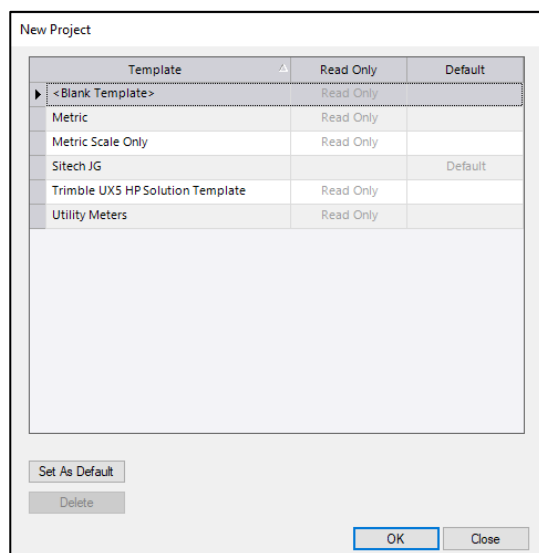 New Project
Template Read Only Default
<Blank Template> Read Only
Metric Read Only
Metric Scale Only Read Only
Sitech JG Default
Trimble UX5 HP Solution Template Read Only
Utility Meters Read Only
Set As Default
Delete
OK Close